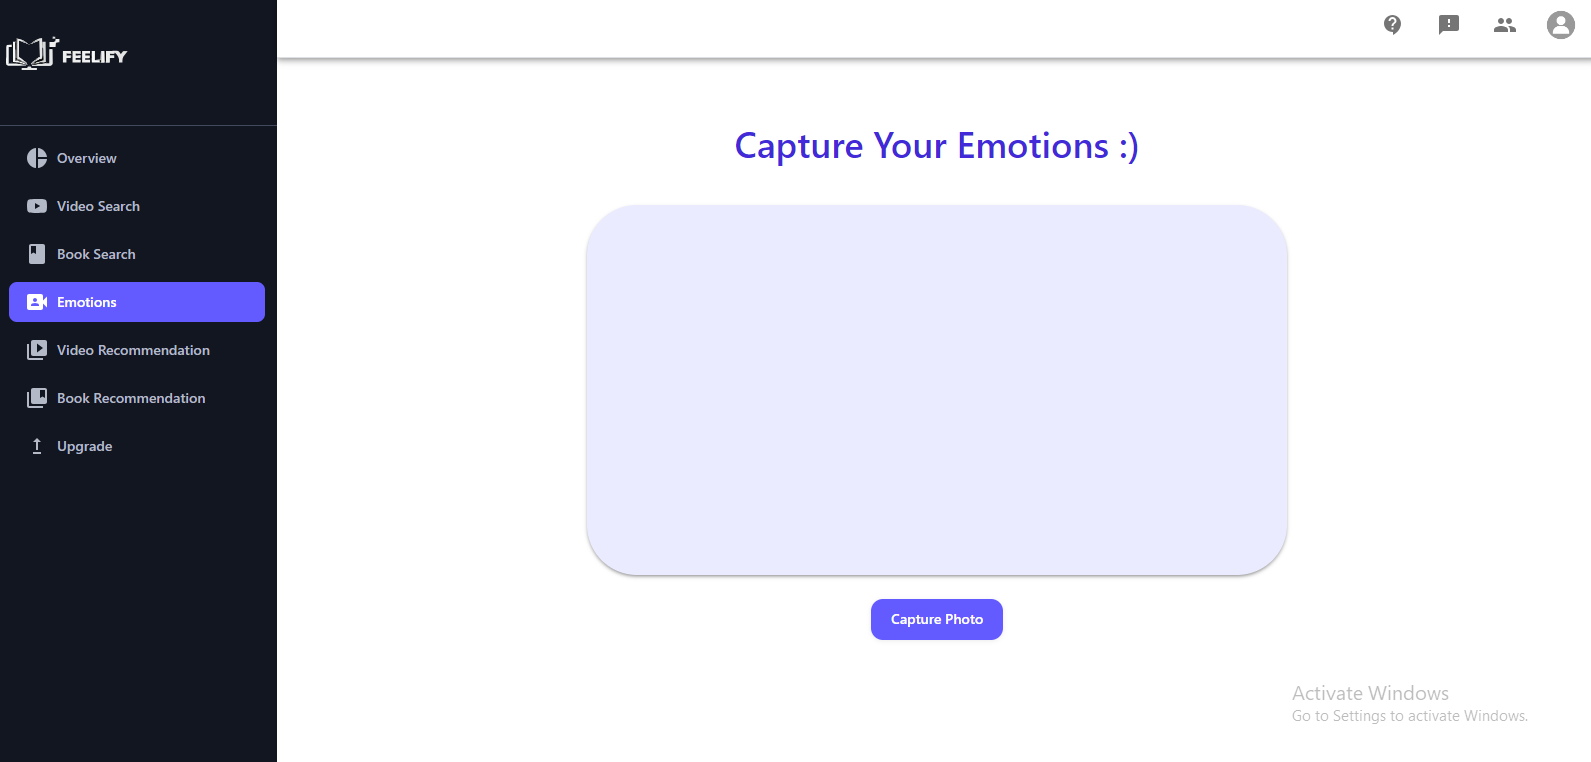 FEELIFY
Overview
Video Search
Book Search
Emotions
Video Recommendation
Book Recommendation
Upgrade
Capture Your Emotions :)
Capture Photo
Activate Windows
Go to Settings to activate Windows.